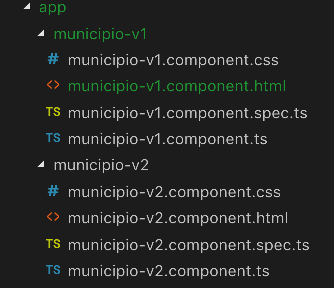 app
municipio-v1
# municipio-v1.component.css
<> municipio-v1.component.html
TS municipio-v1.component.spec.ts
TS municipio-v1.component.ts
municipio-v2
# municipio-v2.component.css
<> municipio-v2.component.html
TS municipio-v2.component.spec.ts
TS municipio-v2.component.ts